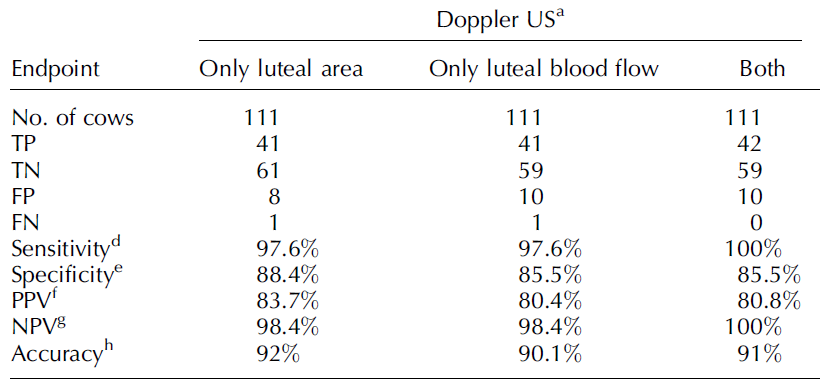 Doppler USa
Endpoint Only luteal area Only luteal blood flow Both
No. of cows 111 111 111
TP 41 41 42
TN 61 59 59
FP 8 10 10
FN 1 1 0
Sensitivityd 97.6% 97.6% 100%
Specificitye 88.4% 85.5% 85.5%
PPVf 83.7% 80.4% 80.8%
NPVg 98.4% 98.4% 100%
Accuracyh 92% 90.1% 91%